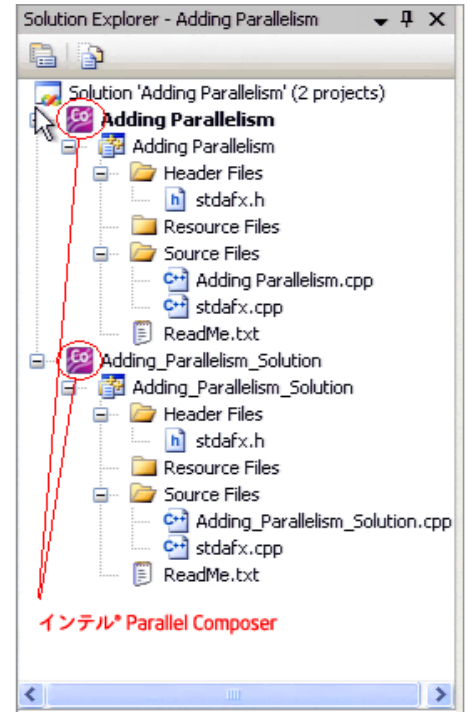 Solution Explorer - Adding Parallelism
Solution 'Adding Parallelism' (2 projects)
Co Adding Parallelism
Adding Parallelism
Header Files
h stdafx.h
Resource Files
Source Files
C++ Adding Parallelism.cpp
C++ stdafx.cpp
ReadMe.txt
Co Adding_Parallelism_Solution
Adding_Parallelism_Solution
Header Files
h stdafx.h
Resource Files
Source Files
C++ Adding_Parallelism_Solution.cpp
C++ stdafx.cpp
ReadMe.txt
インテル® Parallel Composer